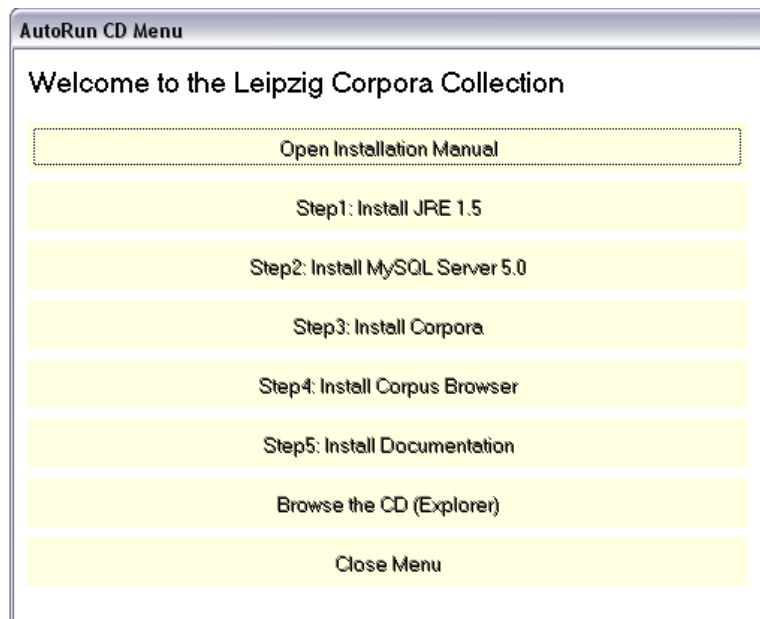 AutoRun CD Menu
Welcome to the Leipzig Corpora Collection
Open Installation Manual
Step1: Install JRE 1.5
Step2: Install MySQL Server 5.0
Step3: Install Corpora
Step4: Install Corpus Browser
Step5: Install Documentation
Browse the CD (Explorer)
Close Menu